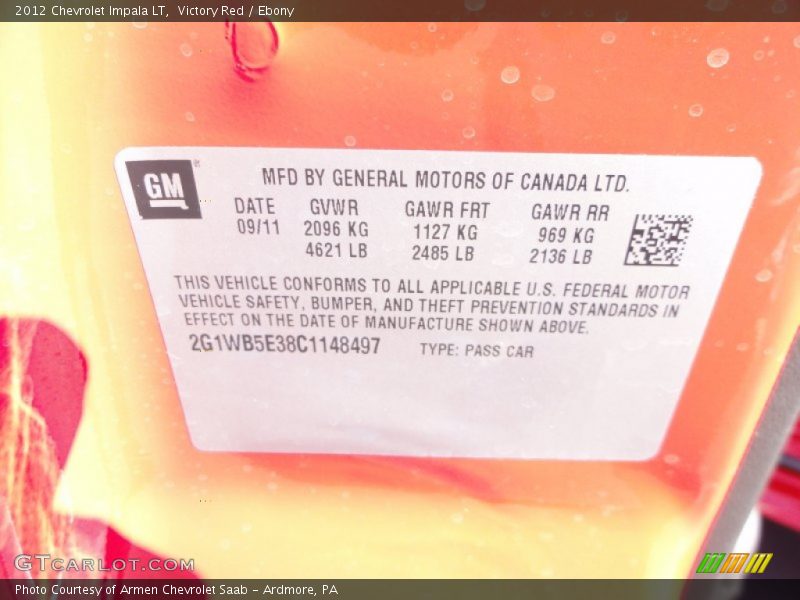 2012 Chevrolet Impala LT, Victory Red / Ebony
GM
MFD BY GENERAL MOTORS OF CANADA LTD.
DATE GVWR GAWR FRT GAWR RR
09/11 2096 KG 1127 KG 969 KG
4621 LB 2485 LB 2136 LB
THIS VEHICLE CONFORMS TO ALL APPLICABLE U.S. FEDERAL MOTOR
VEHICLE SAFETY, BUMPER, AND THEFT PREVENTION STANDARDS IN
EFFECT ON THE DATE OF MANUFACTURE SHOWN ABOVE.
2G1WB5E38C1148497 TYPE: PASS CAR
GTCARLOT.COM
Photo Courtesy of Armen Chevrolet Saab - Ardmore, PA